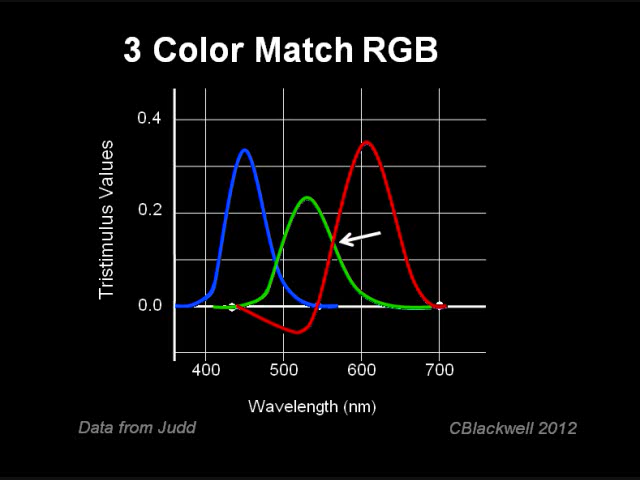 3 Color Match RGB
Tristimulus Values
0.4
0.2
0.0
400 500 600 700
Wavelength (nm)
Data from Judd
CBlackwell 2012